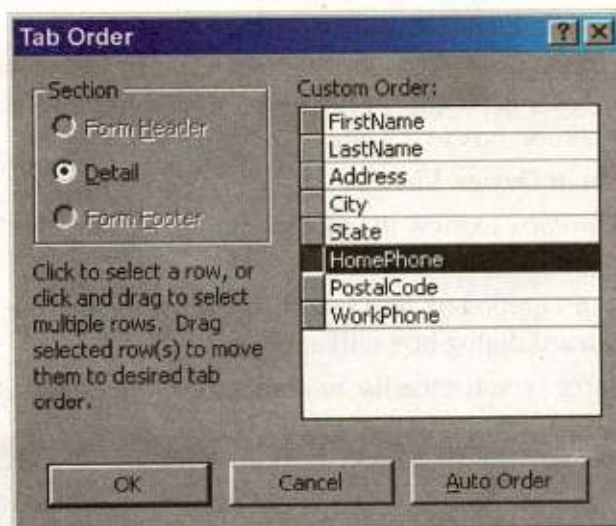 Tab Order
Section
Form Header
Detail
Form Footer
Click to select a row, or
click and drag to select
multiple rows. Drag
selected row(s) to move
them to desired tab
order.
Custom Order:
FirstName
LastName
Address
City
State
HomePhone
PostalCode
WorkPhone
OK
Cancel
Auto Order